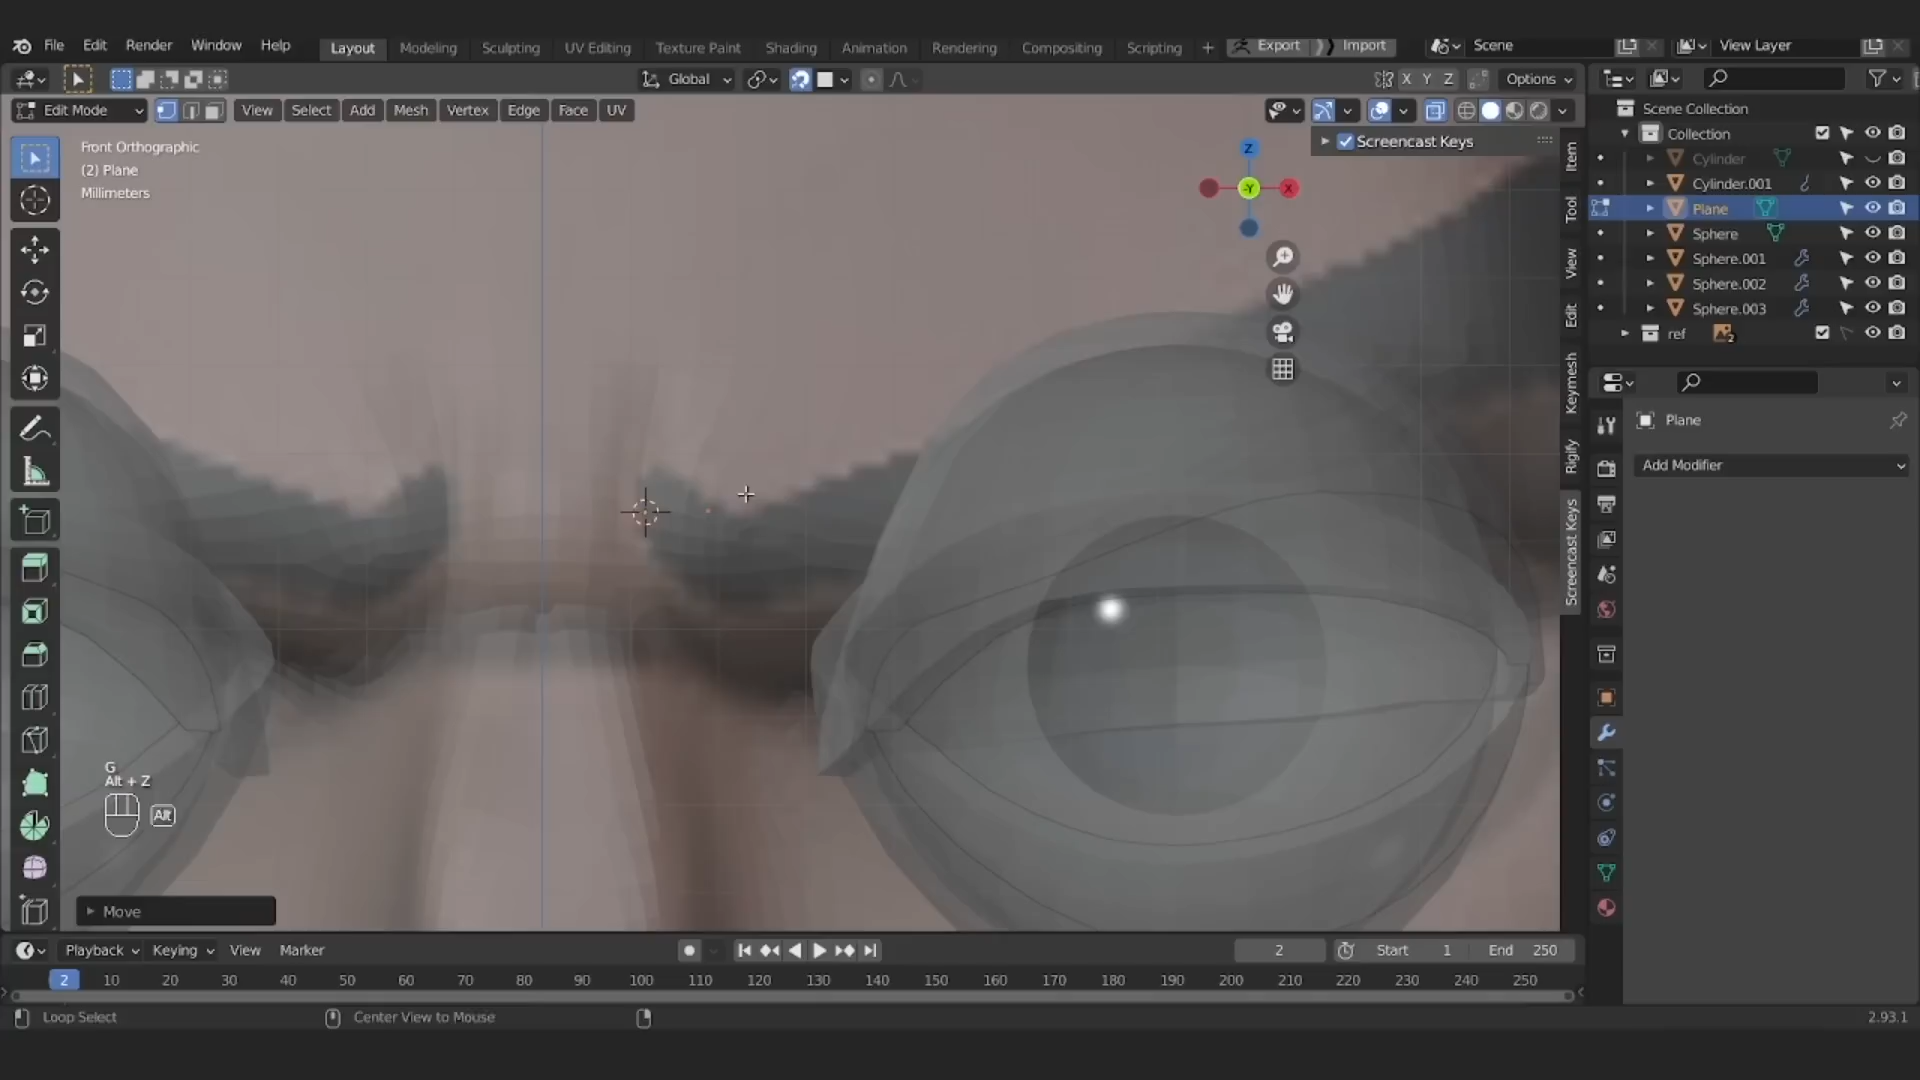 File Edit Render Window Help Layout Modeling Sculpting UV Editing Texture Paint Shading Animation Rendering Compositing Scripting + Export Import Scene View Layer
Global X Y Z Options
Edit Mode View Select Add Mesh Vertex Edge Face UV
Front Orthographic
(2) Plane
Millimeters
Z
-Y
X
Screencast Keys
Item
Tool
View
Edit
Keymesh
Rigify
Screencast Keys
Scene Collection
Collection
Cylinder
Cylinder.001
Plane
Sphere
Sphere.001
Sphere.002
Sphere.003
ref 2
Plane
Add Modifier
G
Alt + Z
Alt
Move
Playback Keying View Marker 2 Start 1 End 250
2 10 20 30 40 50 60 70 80 90 100 110 120 130 140 150 160 170 180 190 200 210 220 230 240 250
Loop Select Center View to Mouse 2.93.1